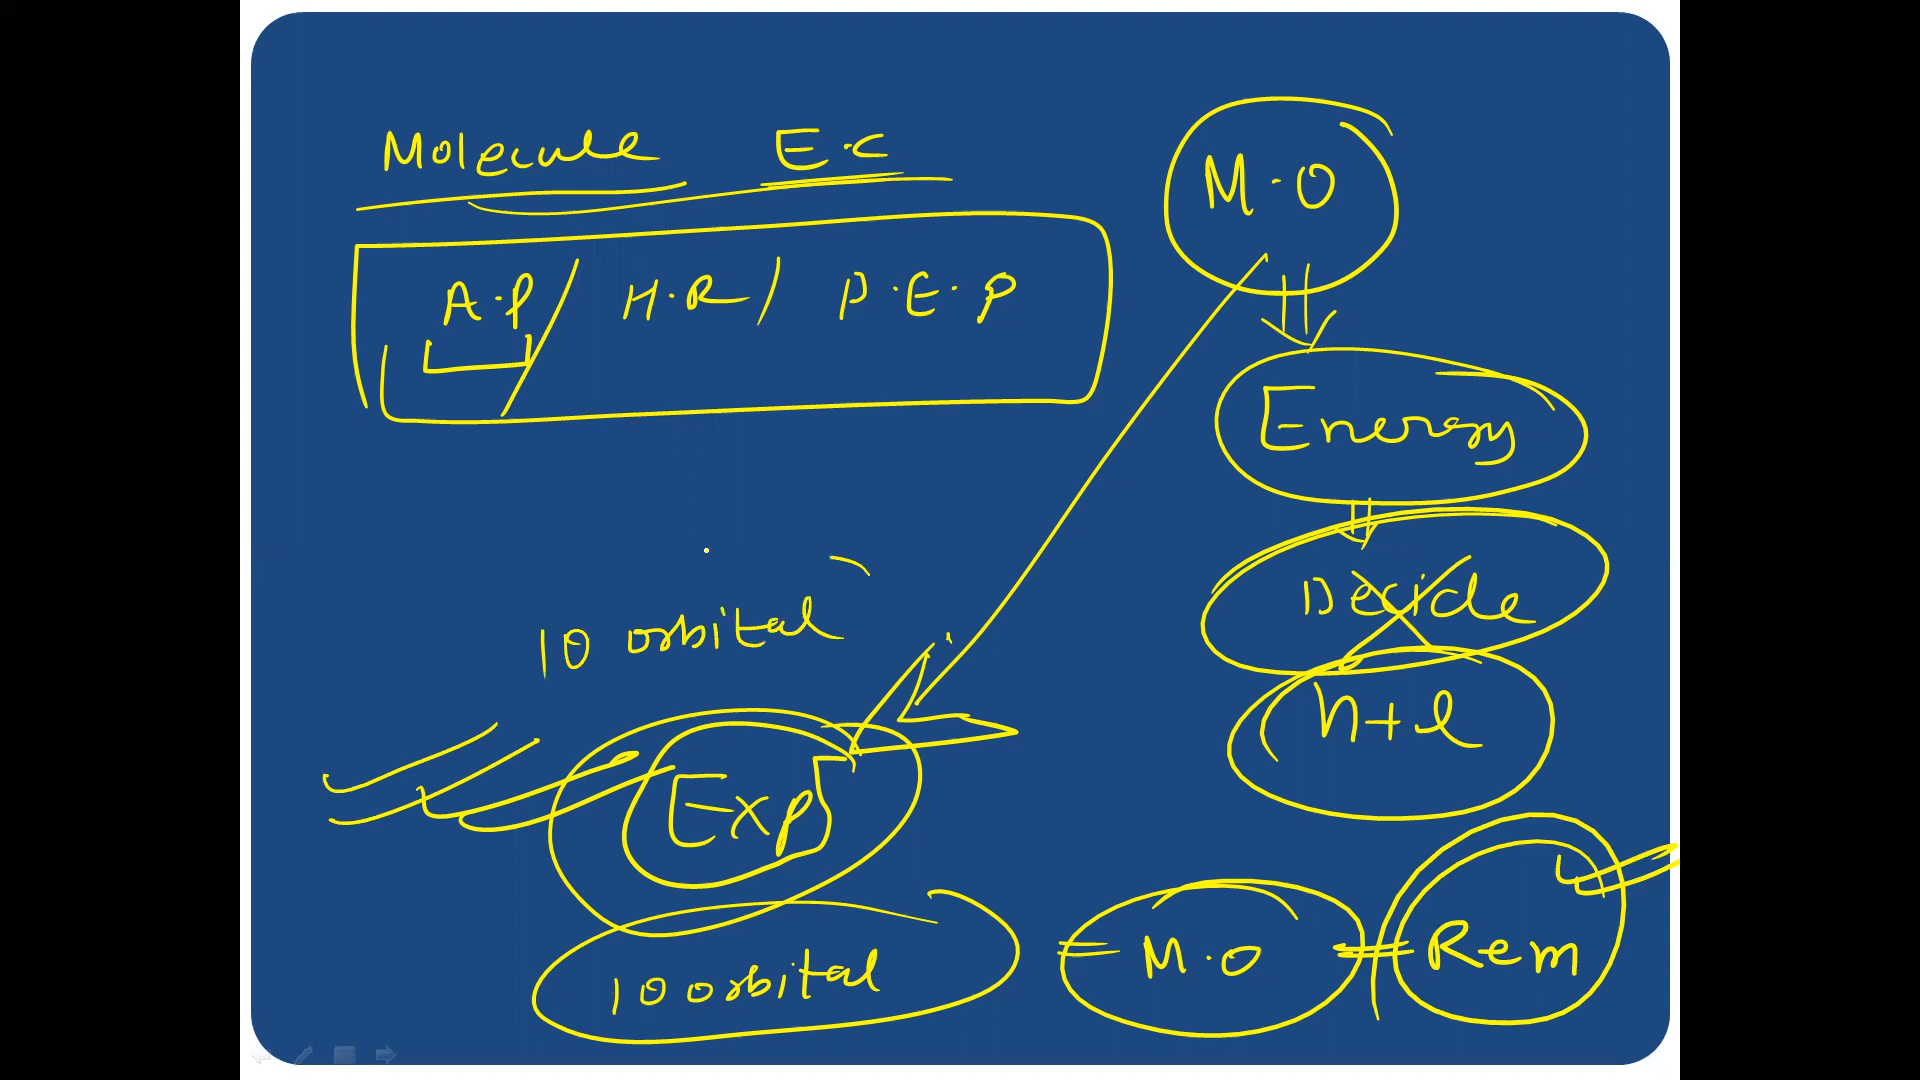 Molecule E.C
M.O
A.P / H.R / P.E.P
Energy
Decide
n+l
10 orbital
Exp
10 orbital = M.O = Rem